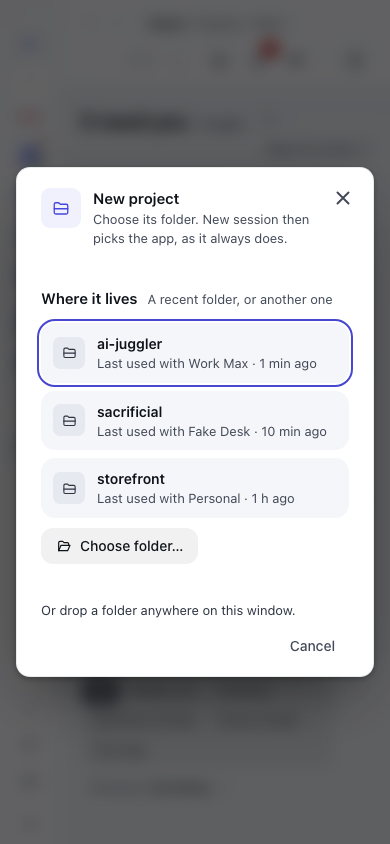 New project
Choose its folder. New session then
picks the app, as it always does.
Where it lives A recent folder, or another one
ai-juggler
Last used with Work Max · 1 min ago
sacrificial
Last used with Fake Desk · 10 min ago
storefront
Last used with Personal · 1 h ago
Choose folder...
Or drop a folder anywhere on this window.
Cancel